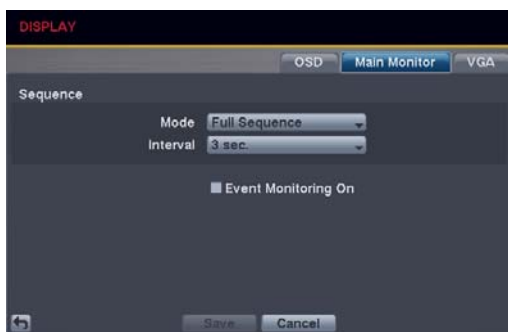 DISPLAY
OSD Main Monitor VGA
Sequence
Mode Full Sequence
Interval 3 sec.
Event Monitoring On
Save Cancel